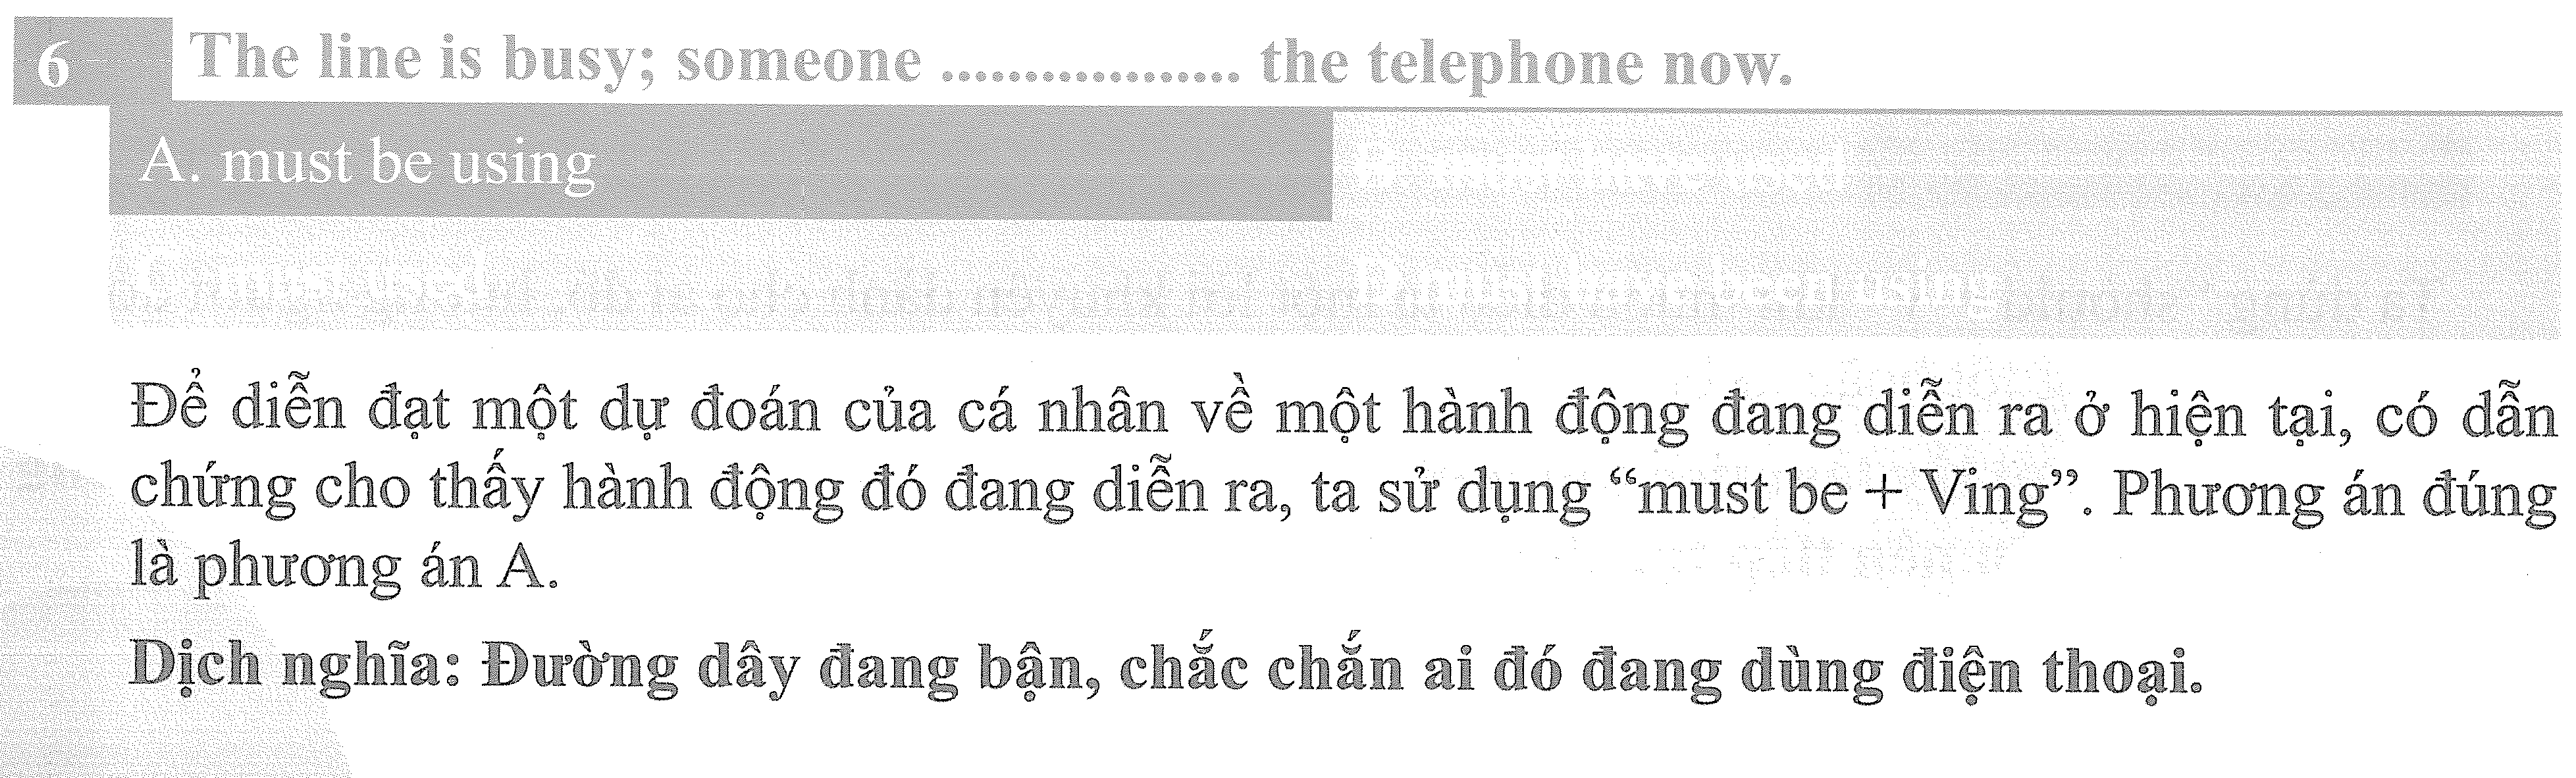 6 The line is busy; someone .................. the telephone now.
A. must be using B. must have used
C. must used D. must have been using
Để diễn đạt một dự đoán của cá nhân về một hành động đang diễn ra ở hiện tại, có dẫn
chứng cho thấy hành động đó đang diễn ra, ta sử dụng “must be + Ving”. Phương án đúng
là phương án A.
Dịch nghĩa: Đường dây đang bận, chắc chắn ai đó đang dùng điện thoại.